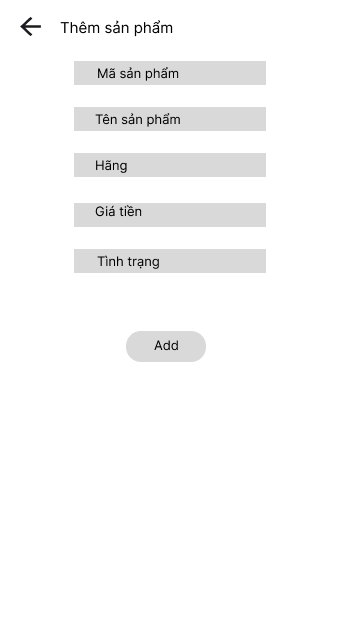 Thêm sản phẩm
Mã sản phẩm
Tên sản phẩm
Hãng
Giá tiền
Tình trạng
Add